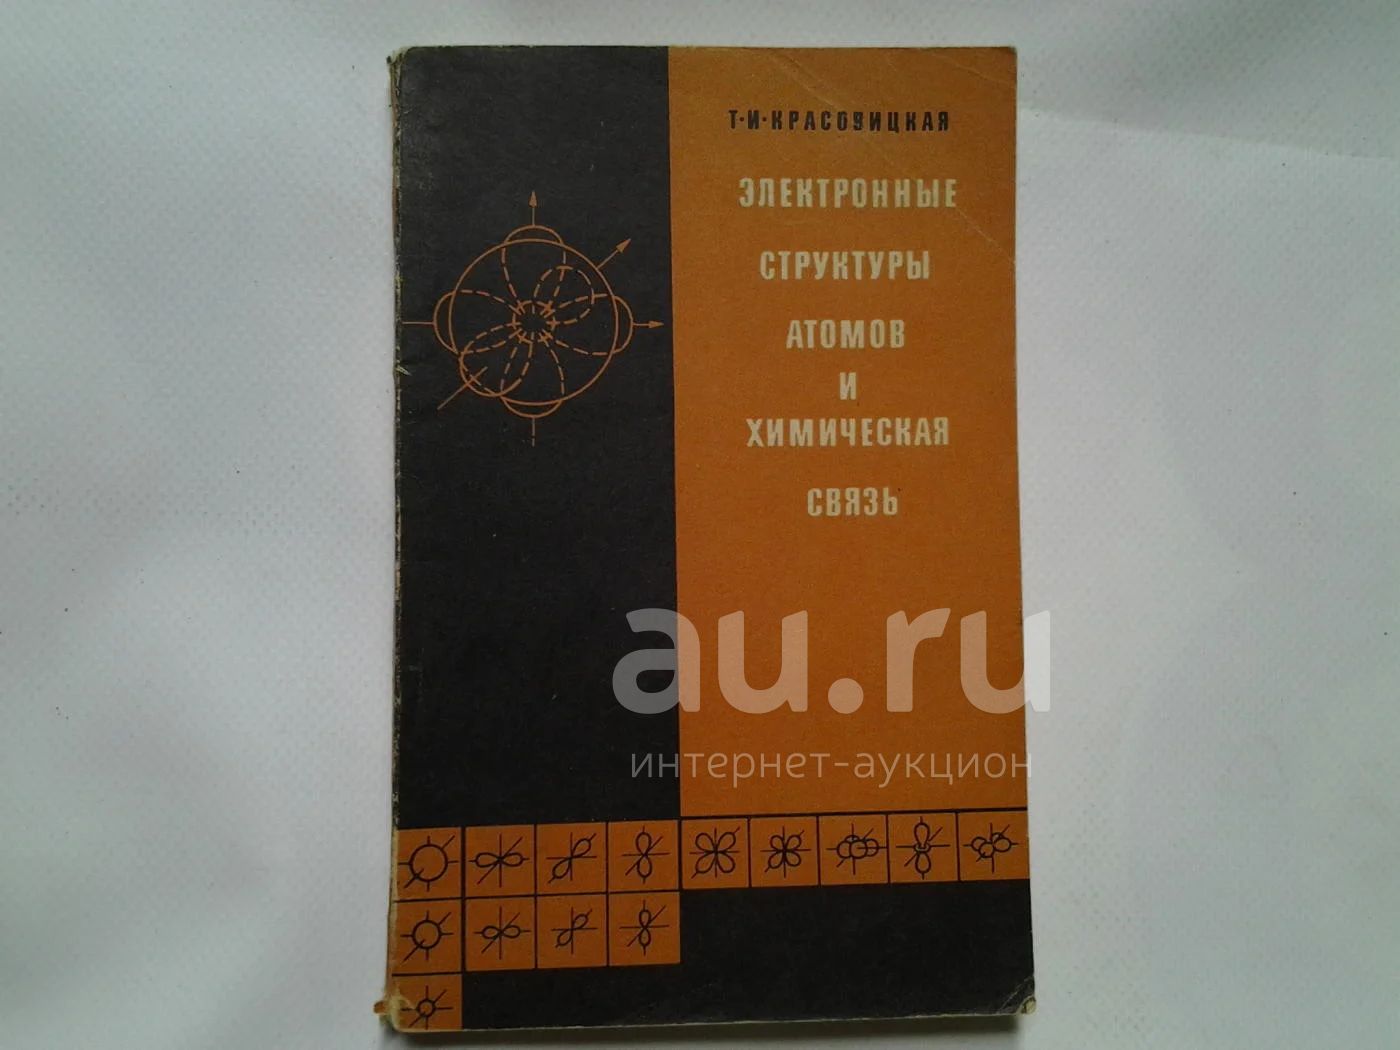 Т·И·КРАСОВИЦКАЯ
ЭЛЕКТРОННЫЕ
СТРУКТУРЫ
АТОМОВ
И
ХИМИЧЕСКАЯ
СВЯЗЬ
au.ru
интернет-аукцион